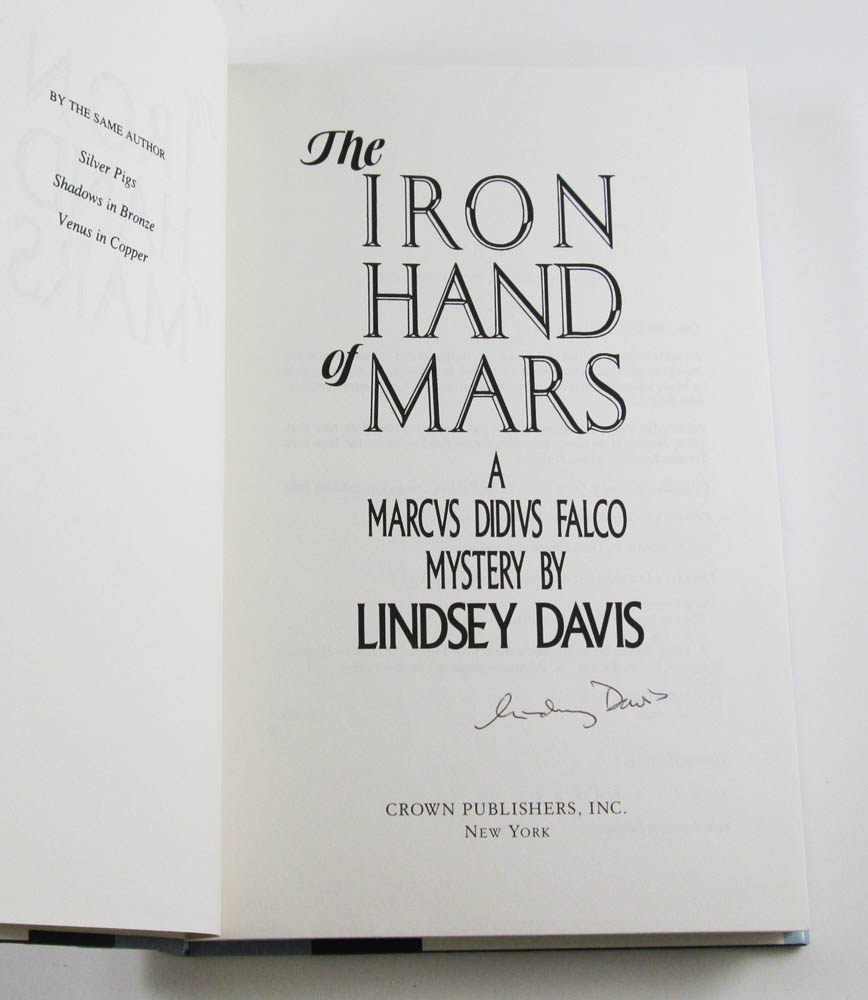 BY THE SAME AUTHOR
Silver Pigs
Shadows in Bronze
Venus in Copper
The
IRON
HAND
of MARS
A
MARCVS DIDIVS FALCO
MYSTERY BY
LINDSEY DAVIS
Lindsey Davis
CROWN PUBLISHERS, INC.
NEW YORK